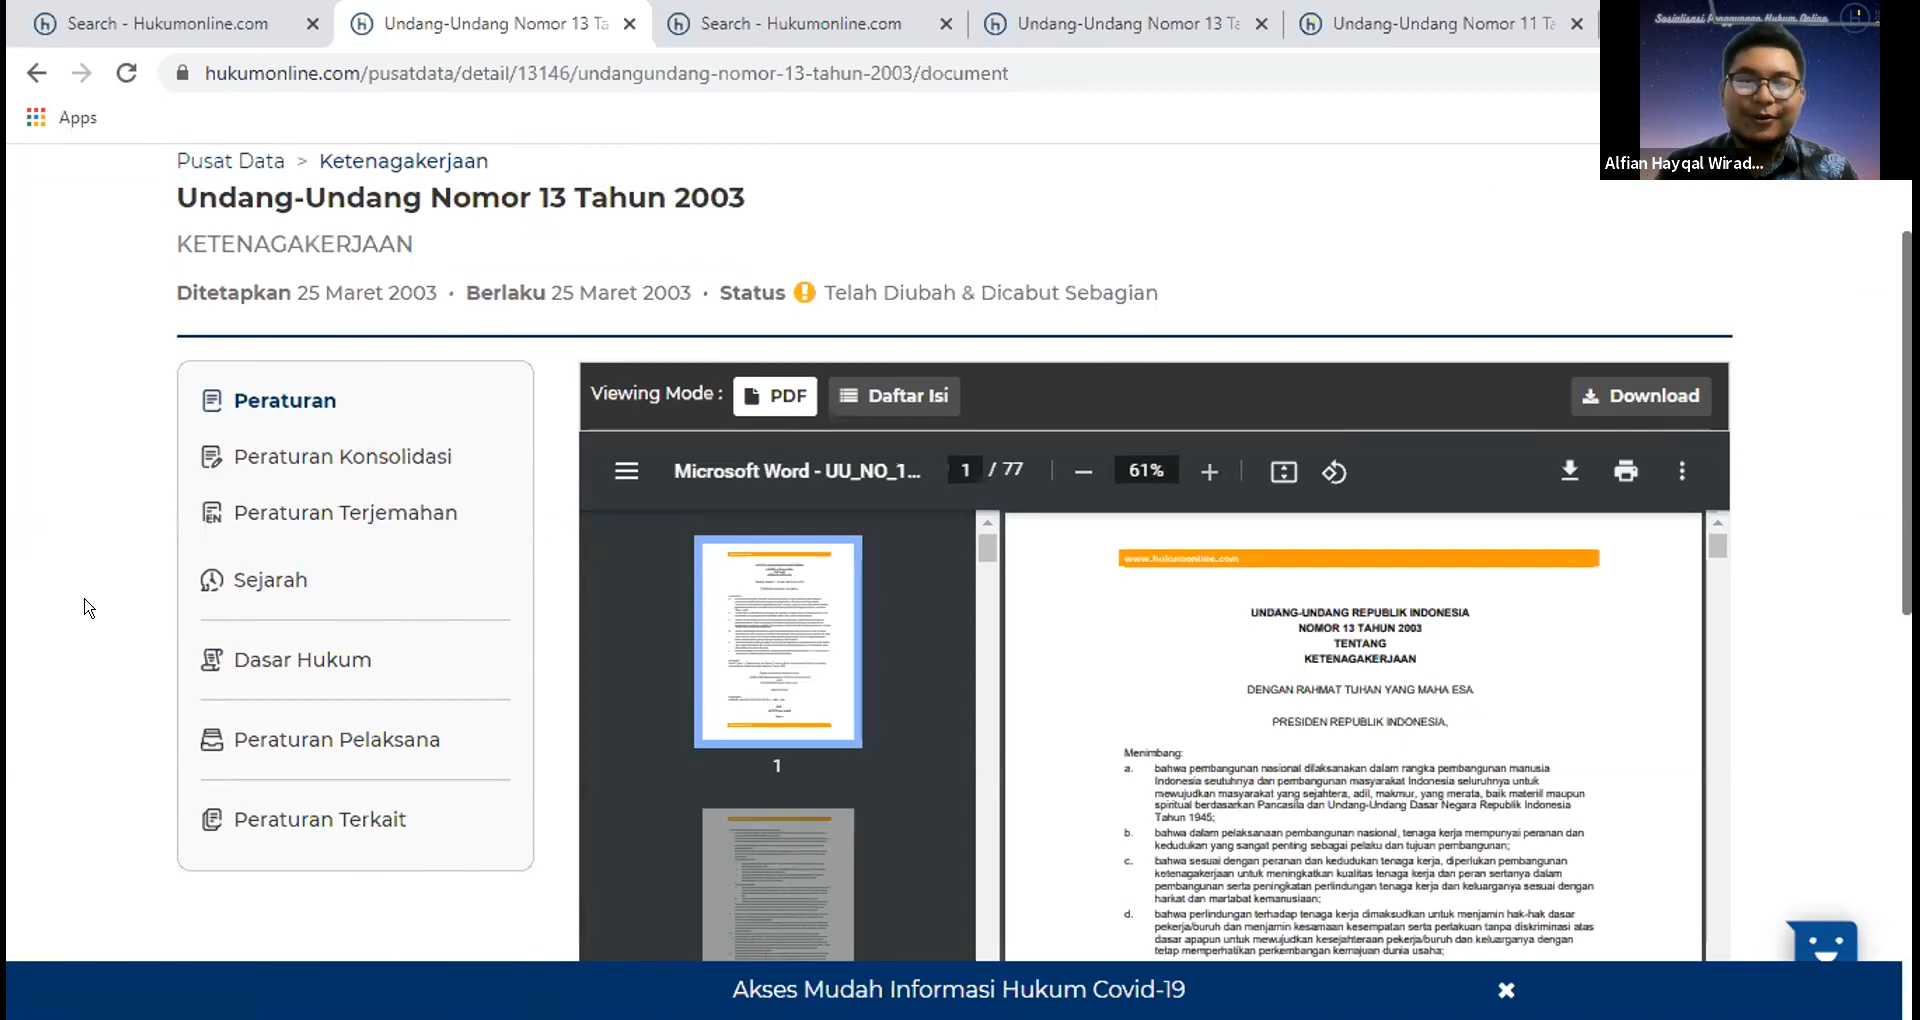 Search - Hukumonline.com
Undang-Undang Nomor 13 Ta
Search - Hukumonline.com
Undang-Undang Nomor 13 Ta
Undang-Undang Nomor 11 Ta
Sosialisasi Penggunaan Hukum Online
hukumonline.com/pusatdata/detail/13146/undangundang-nomor-13-tahun-2003/document
Apps
Alfian Hayqal Wirad...
Pusat Data > Ketenagakerjaan
Undang-Undang Nomor 13 Tahun 2003
KETENAGAKERJAAN
Ditetapkan 25 Maret 2003 · Berlaku 25 Maret 2003 · Status Telah Diubah & Dicabut Sebagian
Peraturan
Peraturan Konsolidasi
Peraturan Terjemahan
Sejarah
Dasar Hukum
Peraturan Pelaksana
Peraturan Terkait
Viewing Mode : PDF Daftar Isi Download
Microsoft Word - UU_NO_1... 1 / 77 61%
1
www.hukumonline.com
UNDANG-UNDANG REPUBLIK INDONESIA
NOMOR 13 TAHUN 2003
TENTANG
KETENAGAKERJAAN
DENGAN RAHMAT TUHAN YANG MAHA ESA
PRESIDEN REPUBLIK INDONESIA,
Menimbang:
a. bahwa pembangunan nasional dilaksanakan dalam rangka pembangunan manusia
Indonesia seutuhnya dan pembangunan masyarakat Indonesia seluruhnya untuk
mewujudkan masyarakat yang sejahtera, adil, makmur, yang merata, baik materiil maupun
spiritual berdasarkan Pancasila dan Undang-Undang Dasar Negara Republik Indonesia
Tahun 1945;
b. bahwa dalam pelaksanaan pembangunan nasional, tenaga kerja mempunyai peranan dan
kedudukan yang sangat penting sebagai pelaku dan tujuan pembangunan;
c. bahwa sesuai dengan peranan dan kedudukan tenaga kerja, diperlukan pembangunan
ketenagakerjaan untuk meningkatkan kualitas tenaga kerja dan peran sertanya dalam
pembangunan serta peningkatan perlindungan tenaga kerja dan keluarganya sesuai dengan
harkat dan martabat kemanusiaan;
d. bahwa perlindungan terhadap tenaga kerja dimaksudkan untuk menjamin hak-hak dasar
pekerja/buruh dan menjamin kesamaan kesempatan serta perlakuan tanpa diskriminasi atas
dasar apapun untuk mewujudkan kesejahteraan pekerja/buruh dan keluarganya dengan
tetap memperhatikan perkembangan kemajuan dunia usaha;
Akses Mudah Informasi Hukum Covid-19